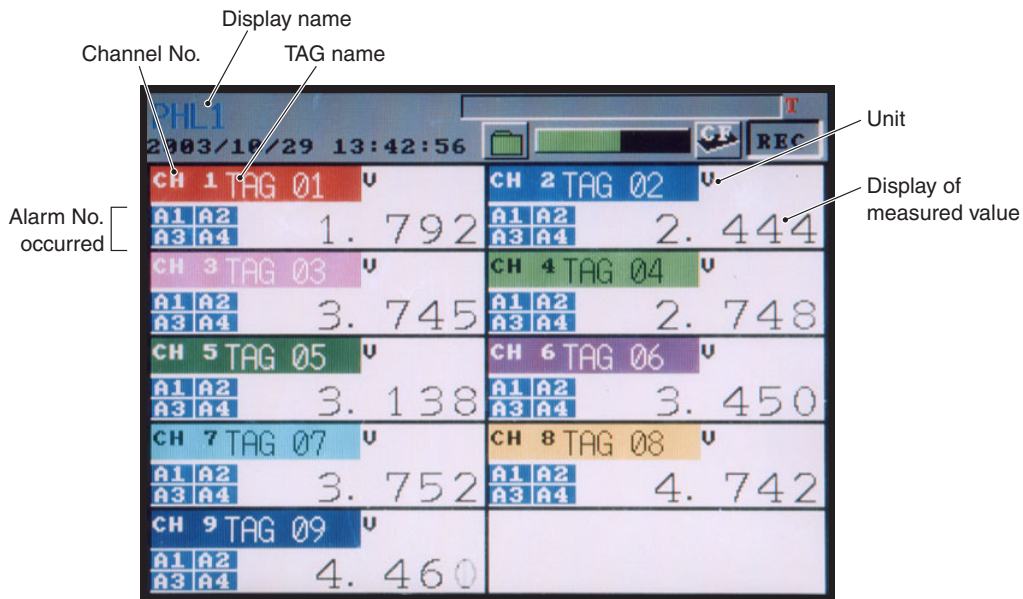 Display name
Channel No. TAG name
PHL1 T
2003/10/29 13:42:56 CF REC
Unit
CH 1 TAG 01 V CH 2 TAG 02 V
Display of
measured value
Alarm No.
occurred
A1 A2 A1 A2
A3 A4 1. 792 A3 A4 2. 444
CH 3 TAG 03 V CH 4 TAG 04 V
A1 A2 A1 A2
A3 A4 3. 745 A3 A4 2. 748
CH 5 TAG 05 V CH 6 TAG 06 V
A1 A2 A1 A2
A3 A4 3. 138 A3 A4 3. 450
CH 7 TAG 07 V CH 8 TAG 08 V
A1 A2 A1 A2
A3 A4 3. 752 A3 A4 4. 742
CH 9 TAG 09 V
A1 A2
A3 A4 4. 460